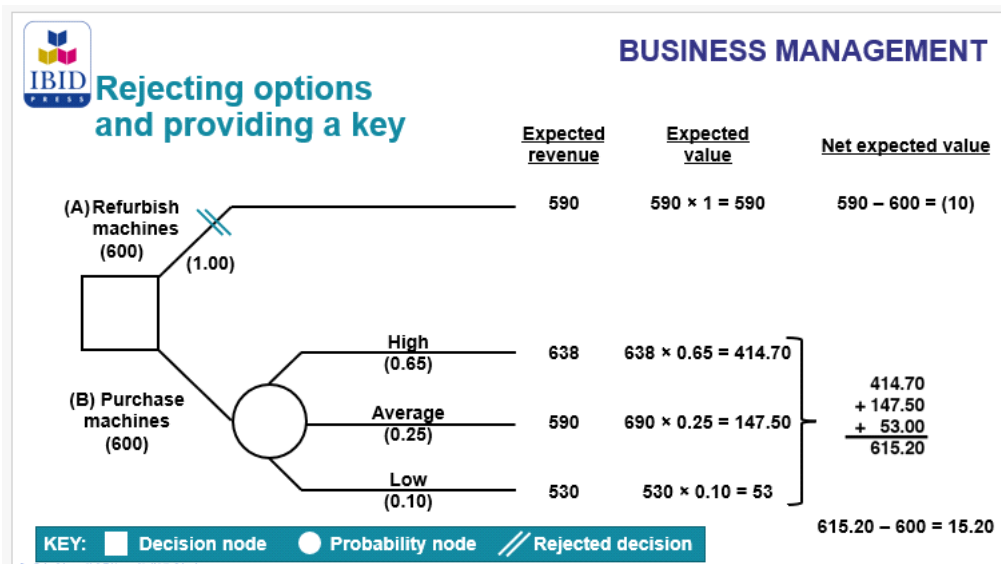 IBID
PRESS
BUSINESS MANAGEMENT
Rejecting options
and providing a key
Expected
revenue
Expected
value
Net expected value
(A) Refurbish
machines
(600)
(1.00)
590
590 × 1 = 590
590 – 600 = (10)
High
(0.65)
638
638 × 0.65 = 414.70
(B) Purchase
machines
(600)
Average
(0.25)
590
690 × 0.25 = 147.50
Low
(0.10)
530
530 × 0.10 = 53
414.70
+ 147.50
+ 53.00
615.20
615.20 – 600 = 15.20
KEY: Decision node Probability node Rejected decision